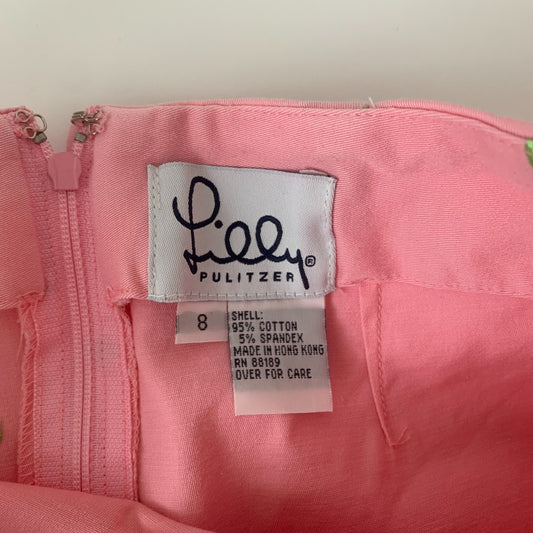 Lilly®
PULITZER
8
SHELL:
95% COTTON
5% SPANDEX
MADE IN HONG KONG
RN 88189
OVER FOR CARE